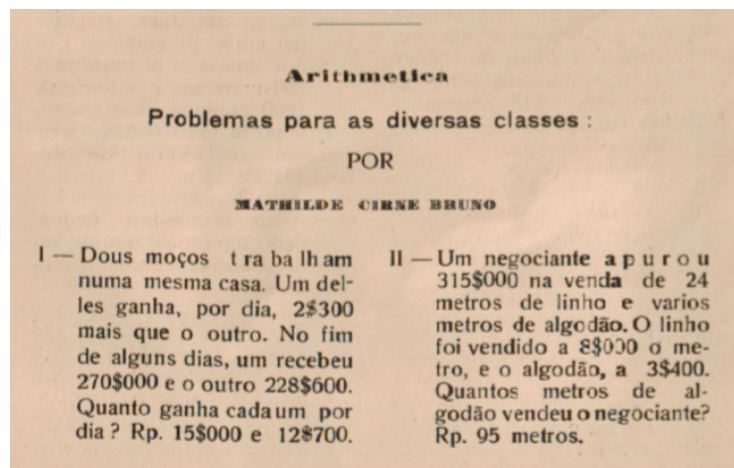 Arithmetica
Problemas para as diversas classes :
POR
MATHILDE CIRNE BRUNO
I — Dous moços trabalham
numa mesma casa. Um del-
les ganha, por dia, 2$300
mais que o outro. No fim
de alguns dias, um recebeu
270$000 e o outro 228$600.
Quanto ganha cada um por
dia ? Rp. 15$000 e 12$700.
II — Um negociante apurou
315$000 na venda de 24
metros de linho e varios
metros de algodão. O linho
foi vendido a 8$000 o me-
tro, e o algodão, a 3$400.
Quantos metros de al-
godão vendeu o negociante?
Rp. 95 metros.